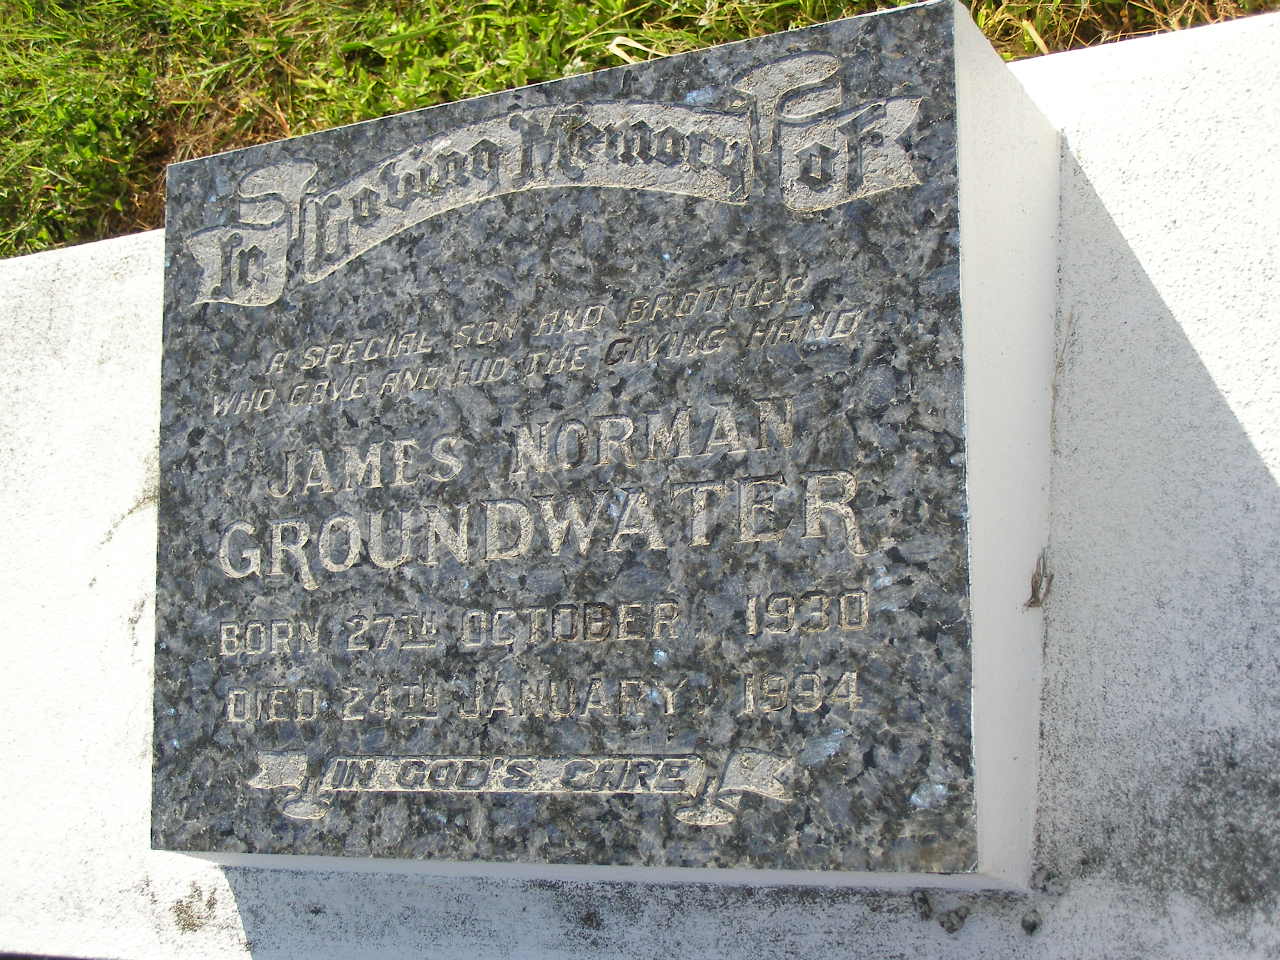 In Loving Memory of
A SPECIAL SON AND BROTHER
WHO GAVE AND HID THE GIVING HAND
JAMES NORMAN
GROUNDWATER
BORN 27TH OCTOBER 1930
DIED 24TH JANUARY 1994
IN GOD'S CARE